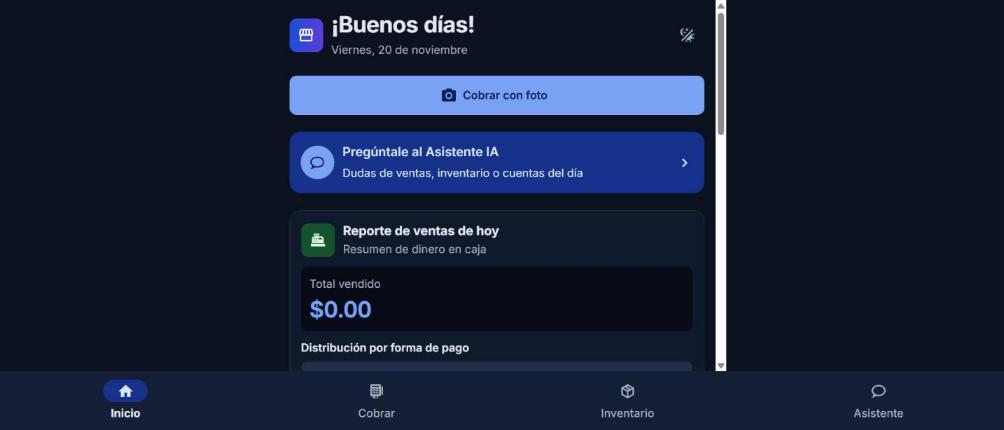 ¡Buenos días!
Viernes, 20 de noviembre
Cobrar con foto
Pregúntale al Asistente IA
Dudas de ventas, inventario o cuentas del día
Reporte de ventas de hoy
Resumen de dinero en caja
Total vendido
$0.00
Distribución por forma de pago
Inicio
Cobrar
Inventario
Asistente